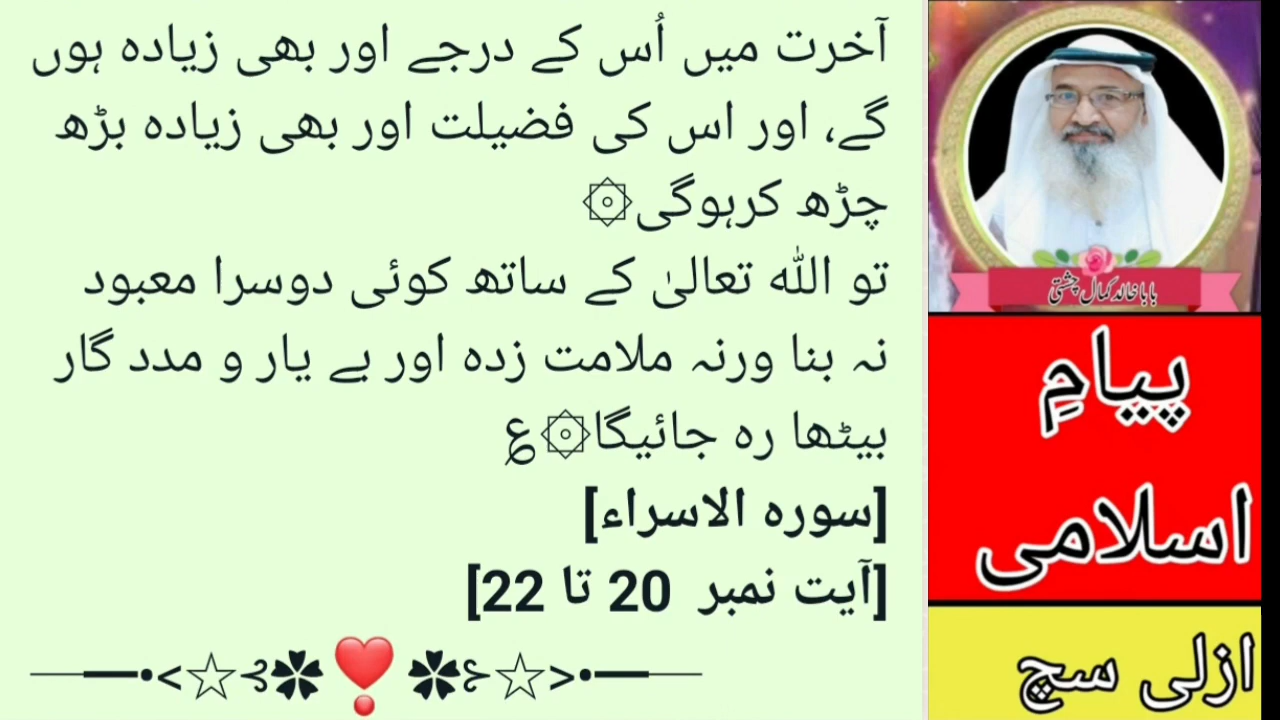 آخرت میں اُس کے درجے اور بھی زیادہ ہوں
گے، اور اس کی فضیلت اور بھی زیادہ بڑھ
چڑھ کرہوگی۞
تو اللّٰہ تعالیٰ کے ساتھ کوئی دوسرا معبود
نہ بنا ورنہ ملامت زدہ اور بے یار و مدد گار
بیٹھا رہ جائیگا۞؏
[سورہ الاسراء]
[آیت نمبر 20 تا 22]
بابا خالد کمال چشتی
پیامِ
اسلامی
ازلی سچ